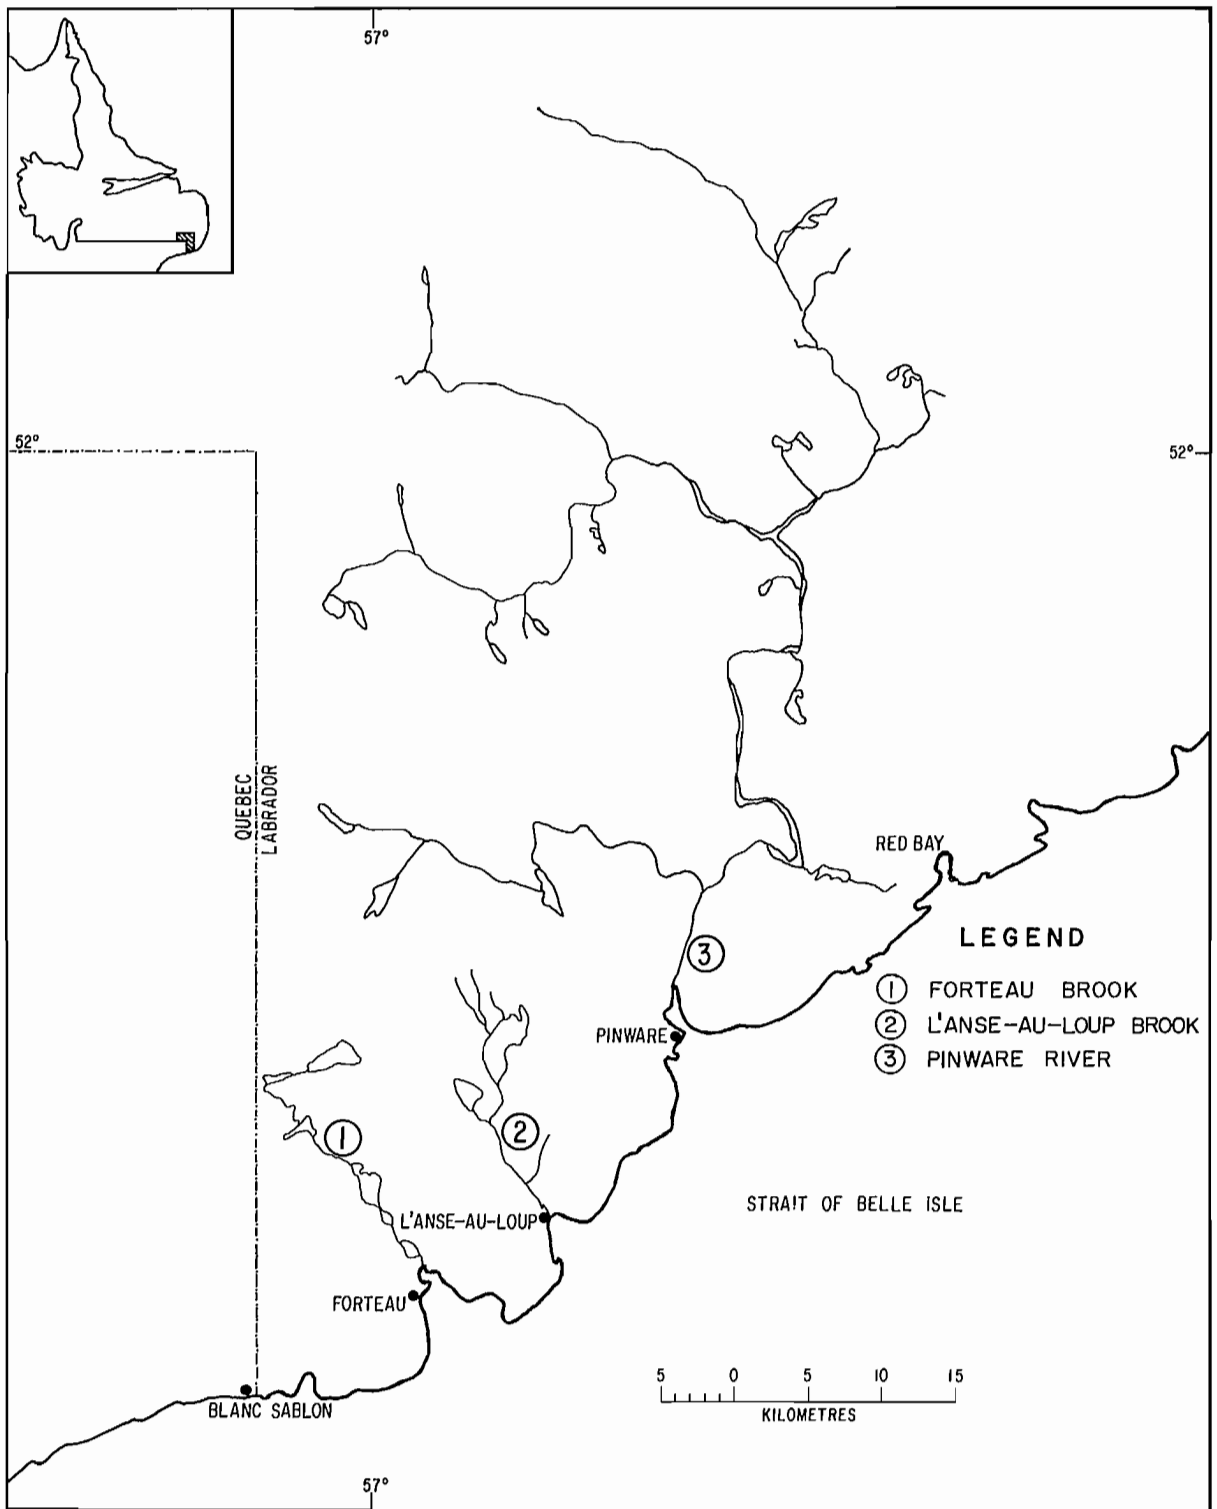 57°
52°
52°
QUEBEC
LABRADOR
RED BAY
LEGEND
① FORTEAU BROOK
② L'ANSE-AU-LOUP BROOK
③ PINWARE RIVER
③
PINWARE
①
②
STRAIT OF BELLE ISLE
L'ANSE-AU-LOUP
FORTEAU
BLANC SABLON
5 0 5 10 15
KILOMETRES
57°